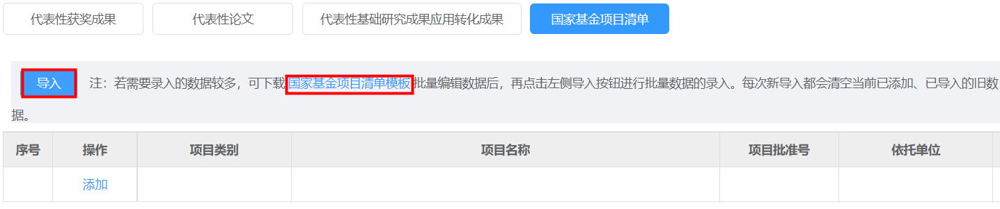 代表性获奖成果 代表性论文 代表性基础研究成果应用转化成果 国家基金项目清单
导入 注：若需要录入的数据较多，可下载 国家基金项目清单模板 批量编辑数据后，再点击左侧导入按钮进行批量数据的录入。每次新导入都会清空当前已添加、已导入的旧数
据。
序号 操作 项目类别 项目名称 项目批准号 依托单位
添加